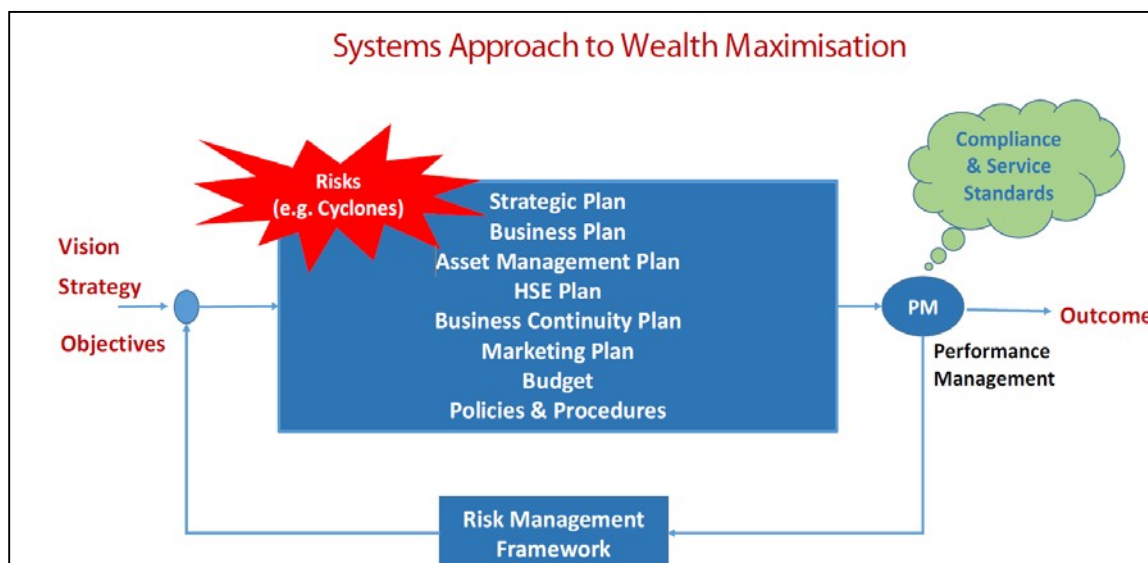 Systems Approach to Wealth Maximisation
Risks
(e.g. Cyclones)
Compliance
& Service
Standards
Strategic Plan
Business Plan
Asset Management Plan
HSE Plan
Business Continuity Plan
Marketing Plan
Budget
Policies & Procedures
Vision
Strategy
Objectives
PM
Outcome
Performance
Management
Risk Management
Framework